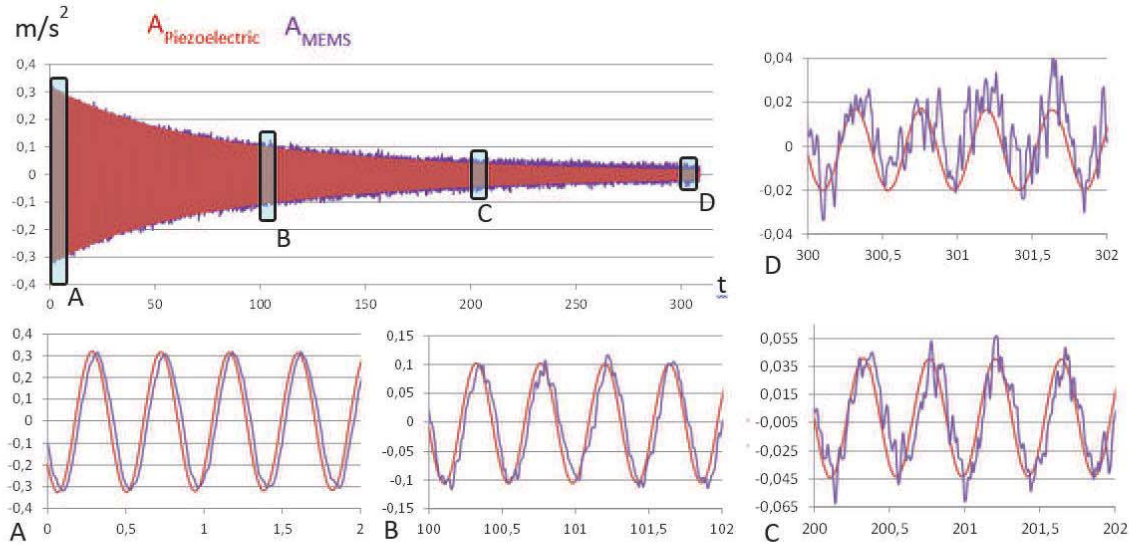 m/s²
A Piezoelectric A MEMS
0,4
0,3
0,2
0,1
0
-0,1
-0,2
-0,3
-0,4
0 50 100 150 200 250 300 t
A
B
C
D
0,04
0,02
0
-0,02
-0,04
300 300,5 301 301,5 302
D
0,4
0,3
0,2
0,1
0
-0,1
-0,2
-0,3
-0,4
0 0,5 1 1,5 2
A
0,15
0,1
0,05
0
-0,05
-0,1
-0,15
100 100,5 101 101,5 102
B
0,055
0,035
0,015
-0,005
-0,025
-0,045
-0,065
200 200,5 201 201,5 202
C